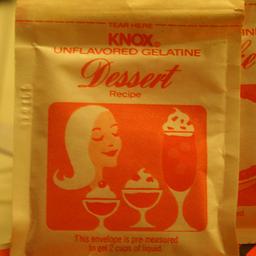 TEAR HERE
KNOX®
UNFLAVORED GELATINE
Dessert
Recipe
This envelope is pre-measured
to gel 2 cups of liquid